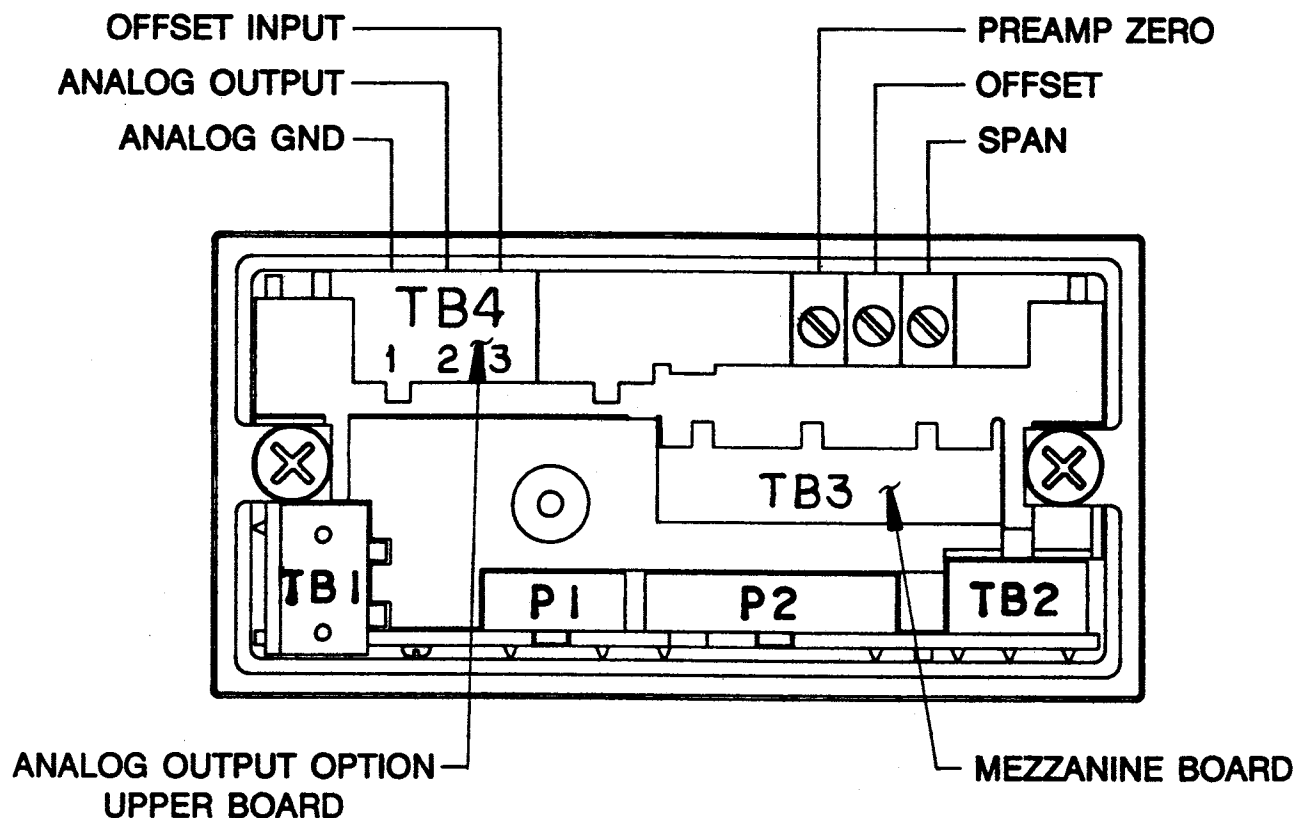 OFFSET INPUT
ANALOG OUTPUT
ANALOG GND
PREAMP ZERO
OFFSET
SPAN
TB4
1 2 3
TB3
TB1
P1
P2
TB2
ANALOG OUTPUT OPTION
UPPER BOARD
MEZZANINE BOARD